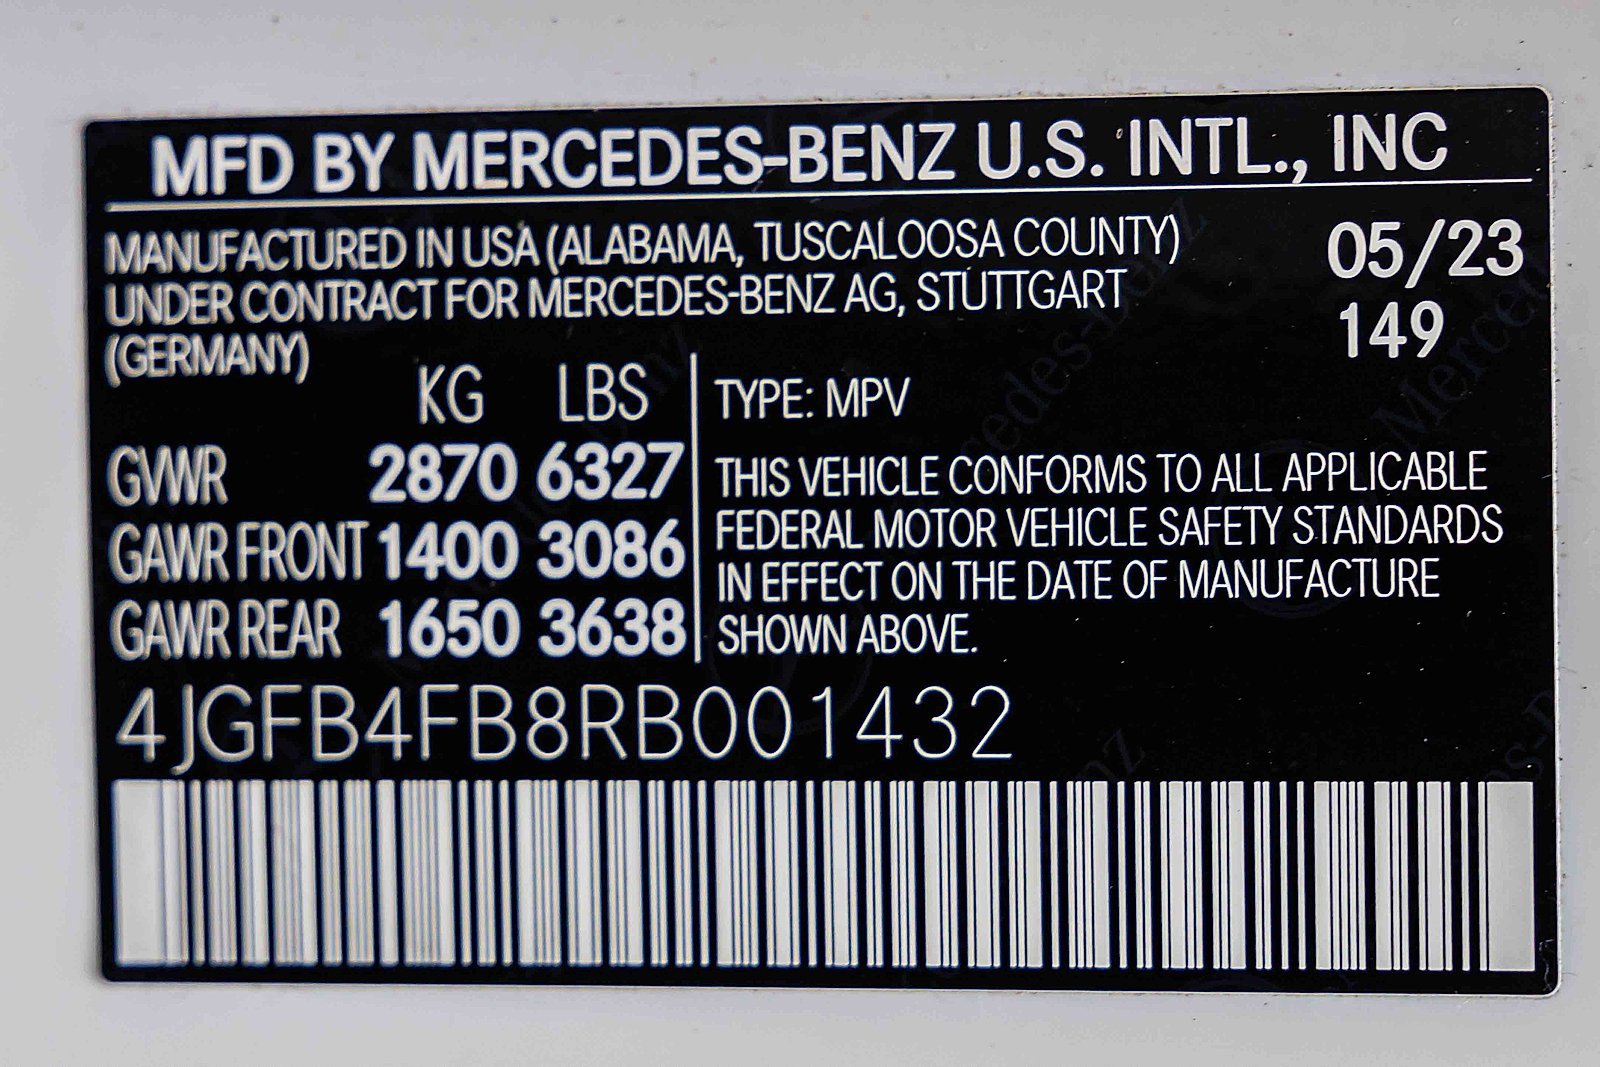 MFD BY MERCEDES-BENZ U.S. INTL., INC
MANUFACTURED IN USA (ALABAMA, TUSCALOOSA COUNTY)
UNDER CONTRACT FOR MERCEDES-BENZ AG, STUTTGART
(GERMANY)
05/23
149
KG LBS
GVWR 2870 6327
GAWR FRONT 1400 3086
GAWR REAR 1650 3638
TYPE: MPV
THIS VEHICLE CONFORMS TO ALL APPLICABLE
FEDERAL MOTOR VEHICLE SAFETY STANDARDS
IN EFFECT ON THE DATE OF MANUFACTURE
SHOWN ABOVE.
4JGFB4FB8RB001432